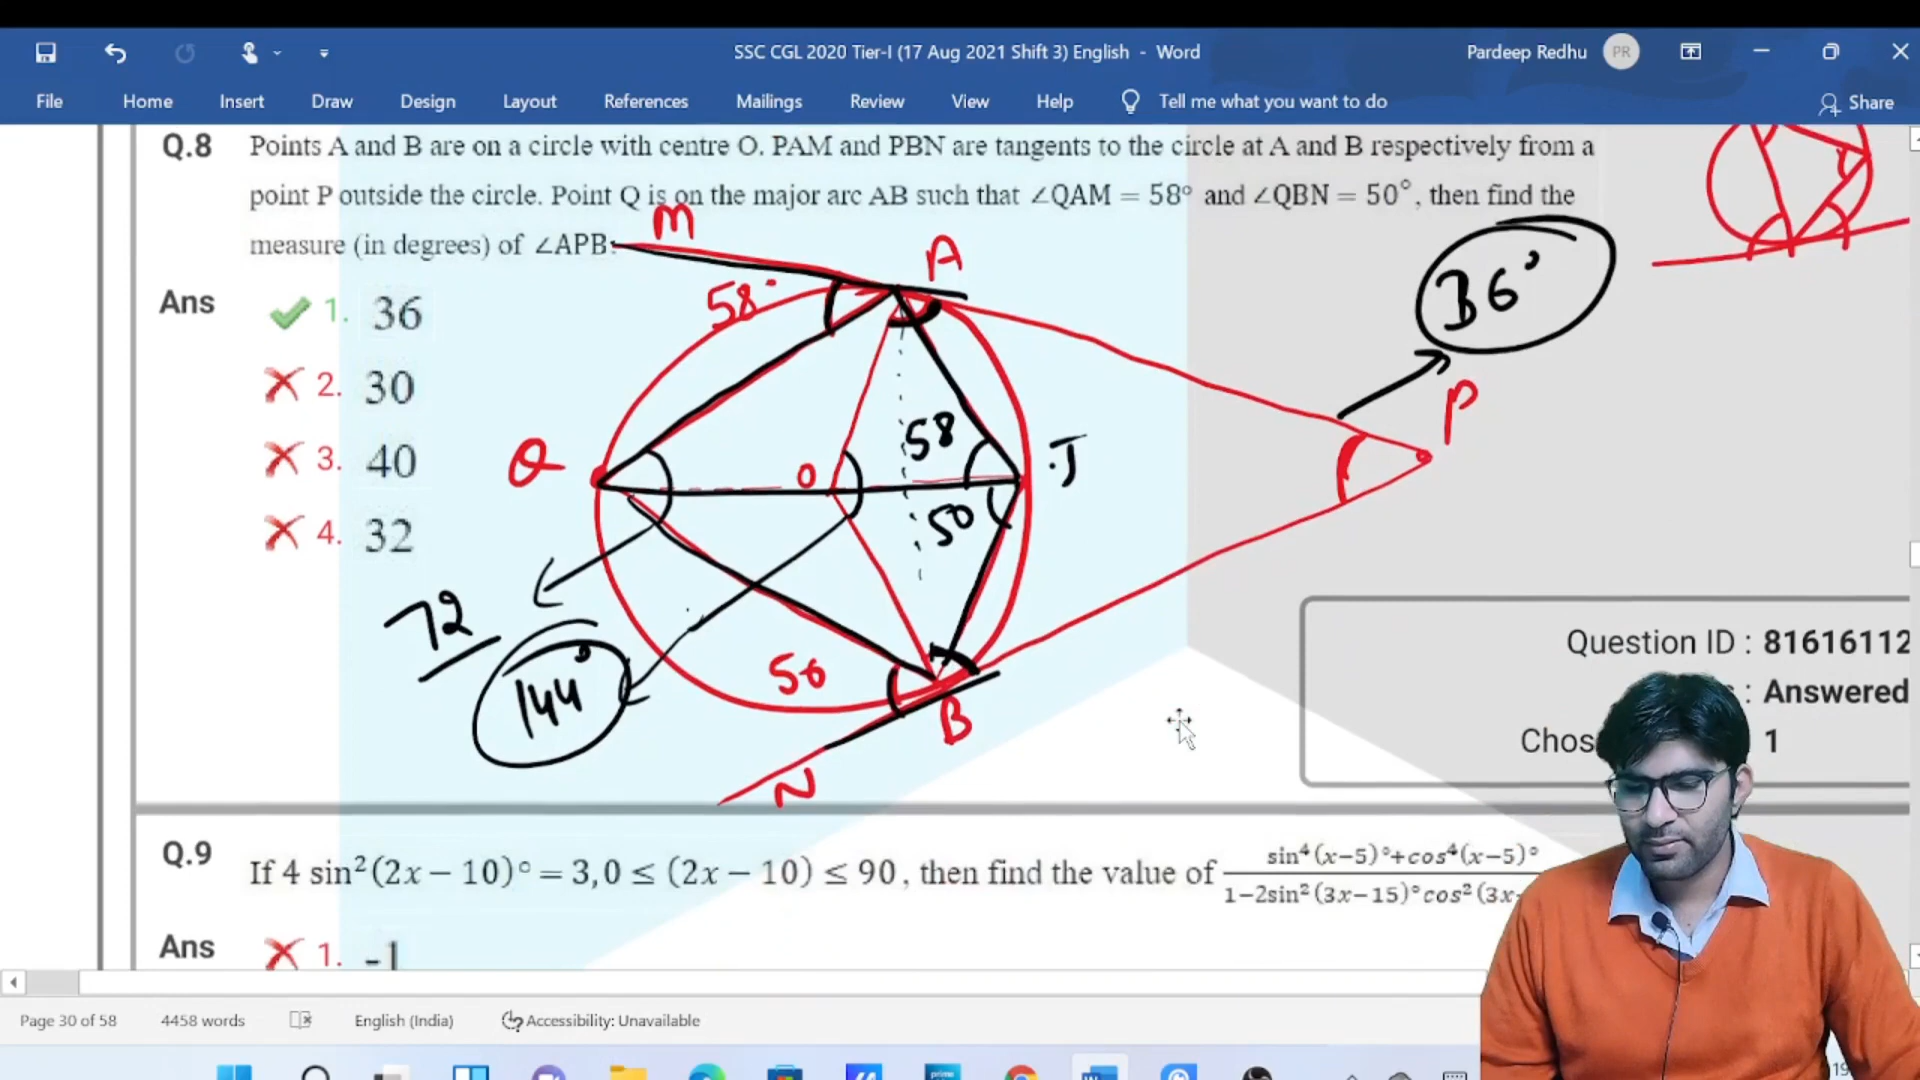 SSC CGL 2020 Tier-I (17 Aug 2021 Shift 3) English - Word
Pardeep Redhu
PR
File Home Insert Draw Design Layout References Mailings Review View Help Tell me what you want to do
Share
Q.8 Points A and B are on a circle with centre O. PAM and PBN are tangents to the circle at A and B respectively from a
point P outside the circle. Point Q is on the major arc AB such that ∠QAM = 58° and ∠QBN = 50°, then find the
measure (in degrees) of ∠APB:
M
A
36°
58°
Ans 1. 36
P
2. 30
58
J
Q
O
3. 40
50
4. 32
72
50
144°
B
N
Question ID : 81616112
: Answered
Chos 1
Q.9 If 4 sin²(2x − 10)° = 3, 0 ≤ (2x − 10) ≤ 90, then find the value of sin⁴(x−5)°+cos⁴(x−5)°
1−2sin²(3x−15)°cos²(3x−
Ans 1. -1
Page 30 of 58 4458 words English (India) Accessibility: Unavailable
prime